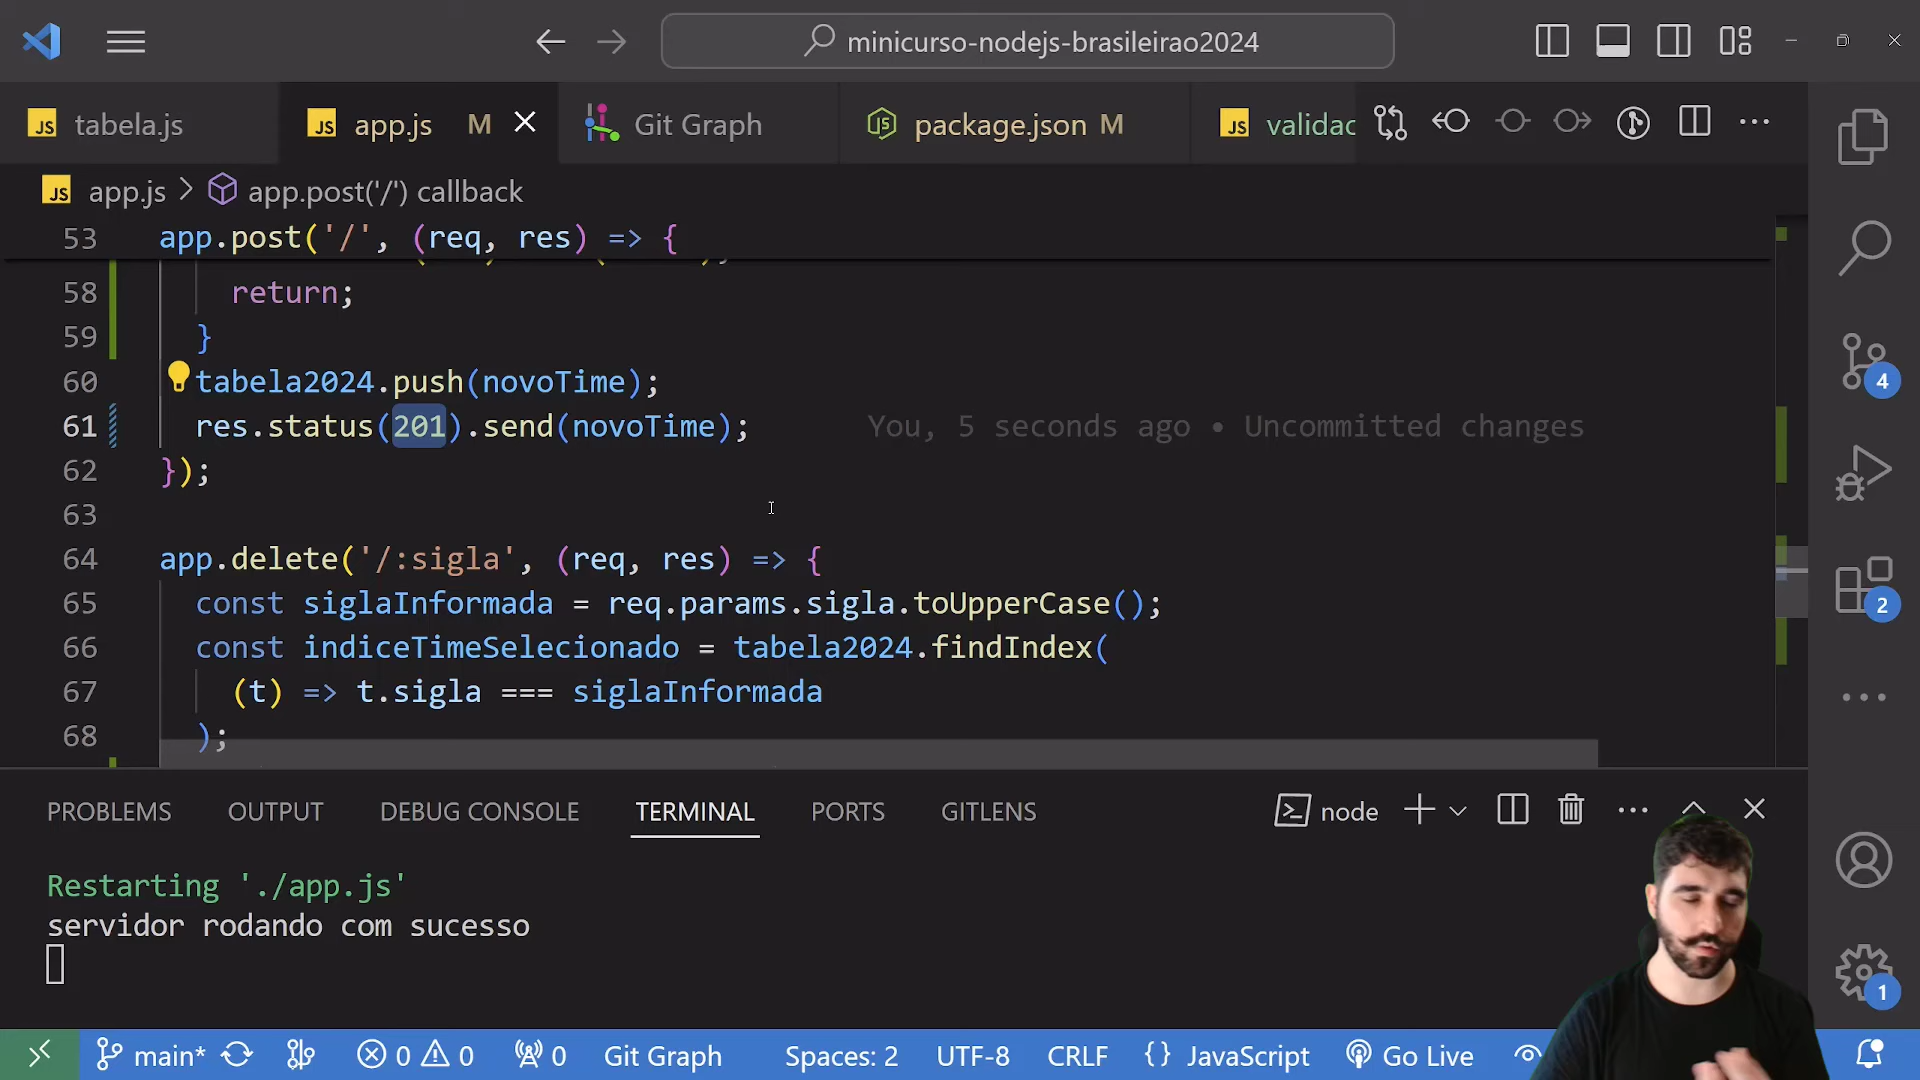 minicurso-nodejs-brasileirao2024
JS tabela.js
JS app.js M
Git Graph
package.json M
JS validac
JS app.js > app.post('/') callback
53 app.post('/', (req, res) => {
58 return;
59 }
60 tabela2024.push(novoTime);
61 res.status(201).send(novoTime); You, 5 seconds ago • Uncommitted changes
62 });
63
64 app.delete('/:sigla', (req, res) => {
65 const siglaInformada = req.params.sigla.toUpperCase();
66 const indiceTimeSelecionado = tabela2024.findIndex(
67 (t) => t.sigla === siglaInformada
68 );
4
2
PROBLEMS OUTPUT DEBUG CONSOLE TERMINAL PORTS GITLENS node
Restarting './app.js'
servidor rodando com sucesso
1
main* 0 0 0 Git Graph Spaces: 2 UTF-8 CRLF {} JavaScript Go Live